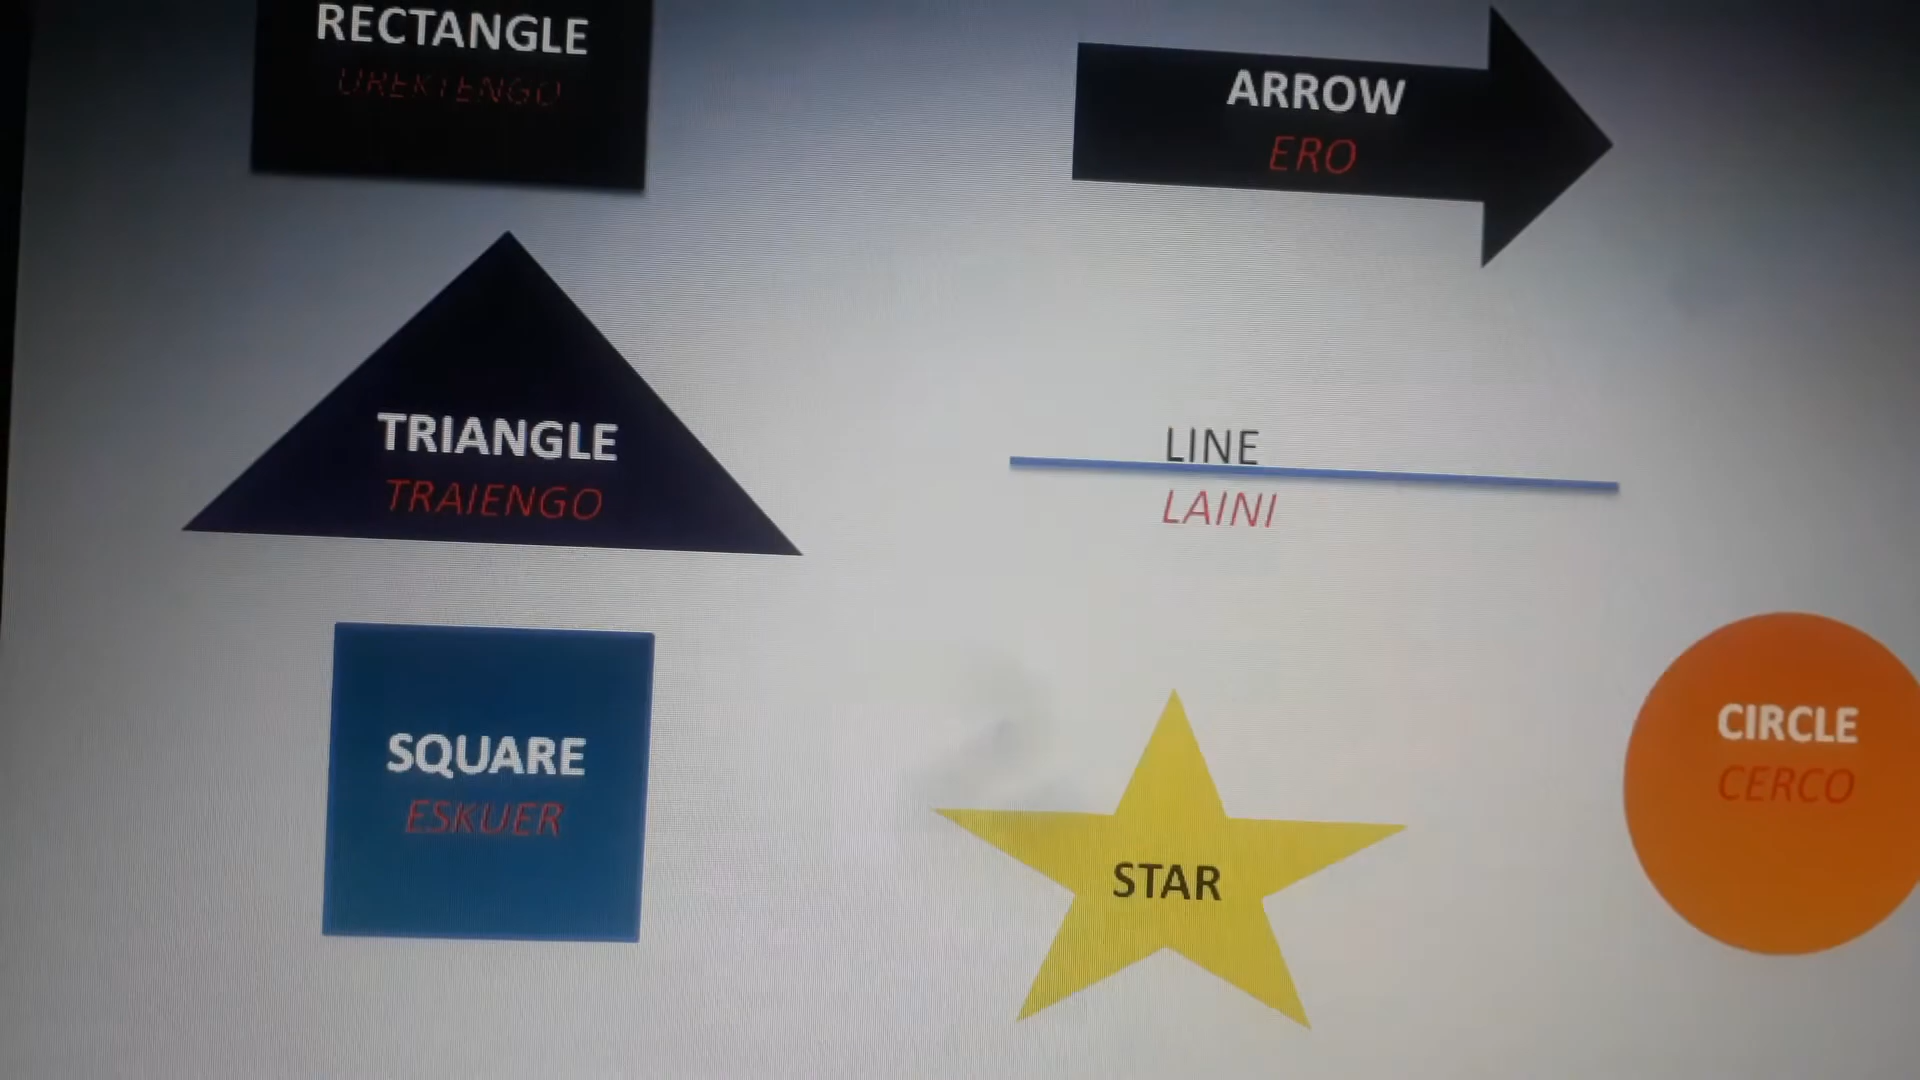 RECTANGLE
UREKTENGO
ARROW
ERO
TRIANGLE
TRAIENGO
LINE
LAINI
SQUARE
ESKUER
STAR
CIRCLE
CERCO